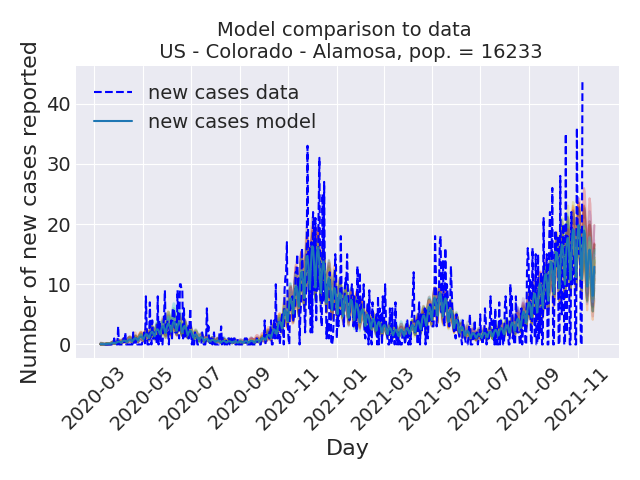 Model comparison to data
US - Colorado - Alamosa, pop. = 16233
Number of new cases reported
40
30
20
10
0
new cases data
new cases model
2020-03
2020-05
2020-07
2020-09
2020-11
2021-01
2021-03
2021-05
2021-07
2021-09
2021-11
Day